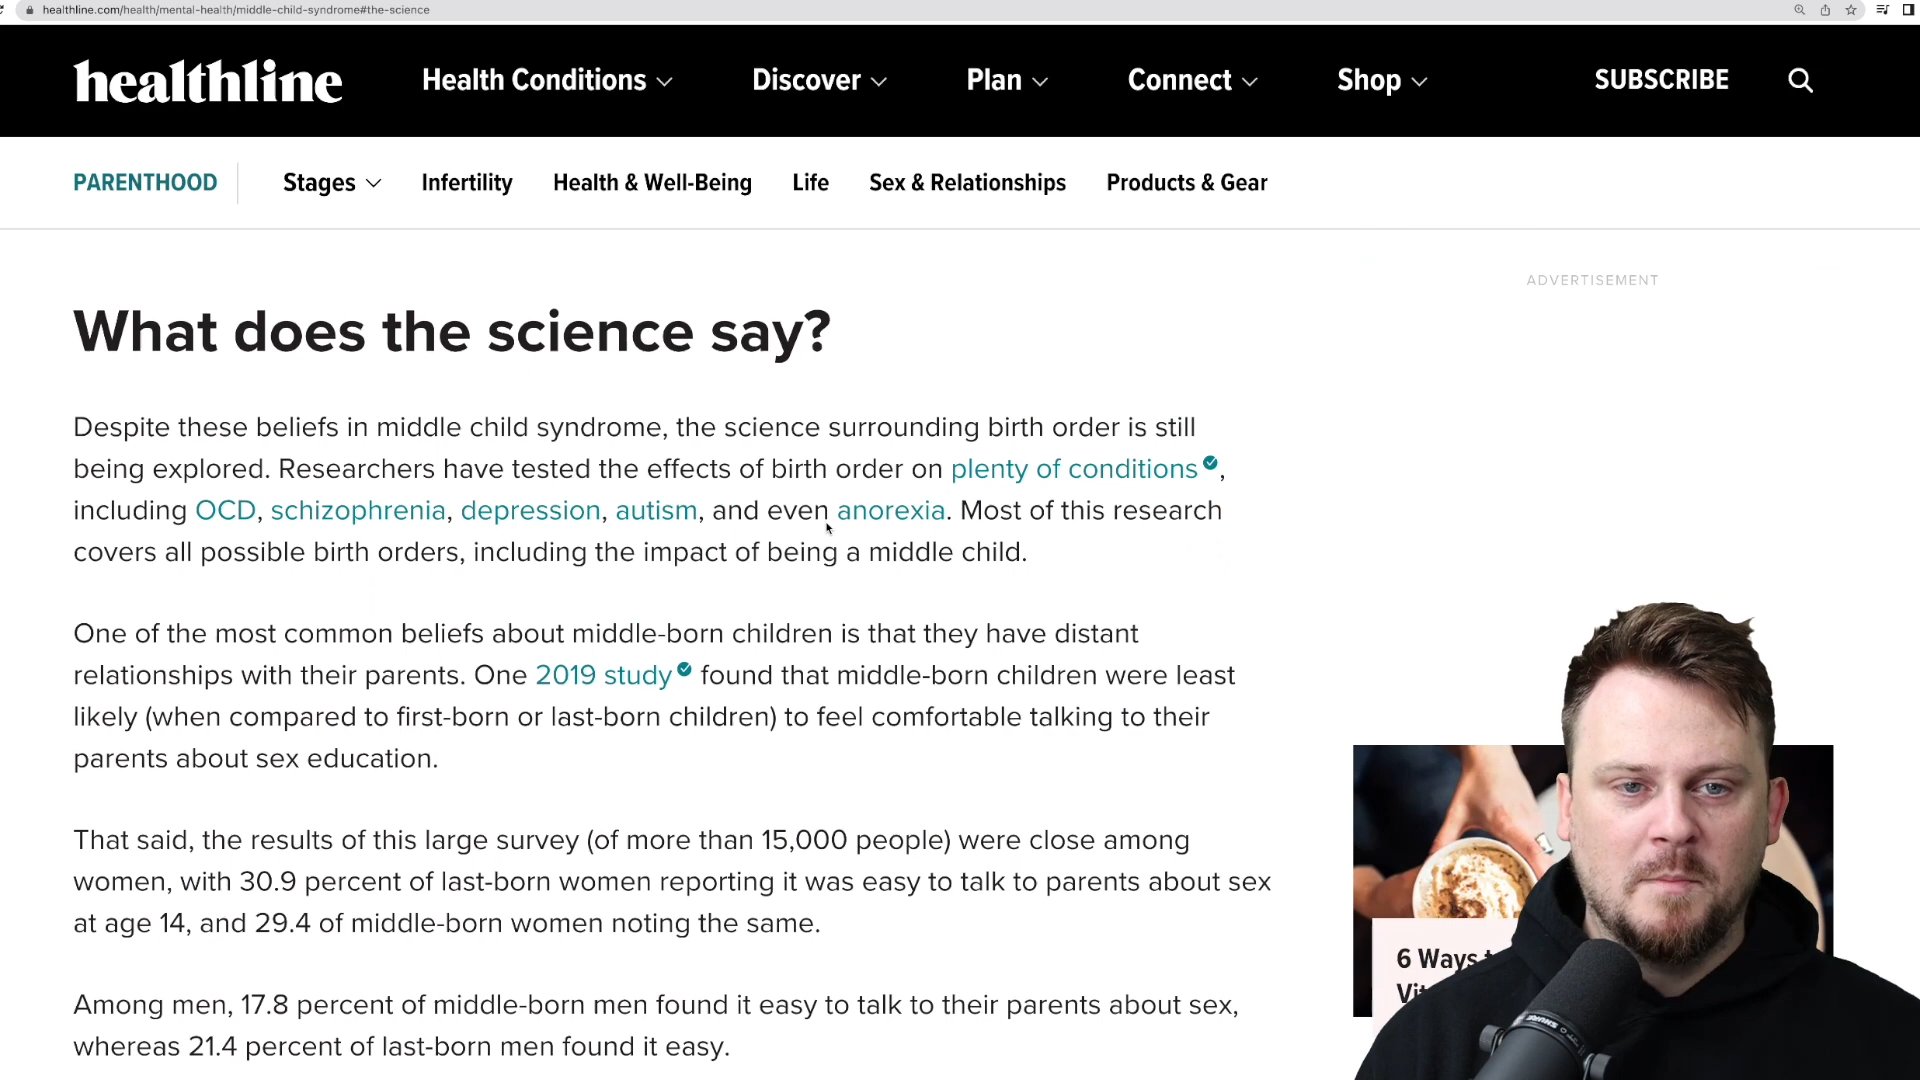 healthline.com/health/mental-health/middle-child-syndrome#the-science
healthline
Health Conditions
Discover
Plan
Connect
Shop
SUBSCRIBE
PARENTHOOD
Stages
Infertility
Health & Well-Being
Life
Sex & Relationships
Products & Gear
ADVERTISEMENT
What does the science say?
Despite these beliefs in middle child syndrome, the science surrounding birth order is still
being explored. Researchers have tested the effects of birth order on plenty of conditions,
including OCD, schizophrenia, depression, autism, and even anorexia. Most of this research
covers all possible birth orders, including the impact of being a middle child.
One of the most common beliefs about middle-born children is that they have distant
relationships with their parents. One 2019 study found that middle-born children were least
likely (when compared to first-born or last-born children) to feel comfortable talking to their
parents about sex education.
That said, the results of this large survey (of more than 15,000 people) were close among
women, with 30.9 percent of last-born women reporting it was easy to talk to parents about sex
at age 14, and 29.4 of middle-born women noting the same.
Among men, 17.8 percent of middle-born men found it easy to talk to their parents about sex,
whereas 21.4 percent of last-born men found it easy.
6 Ways
SHURE